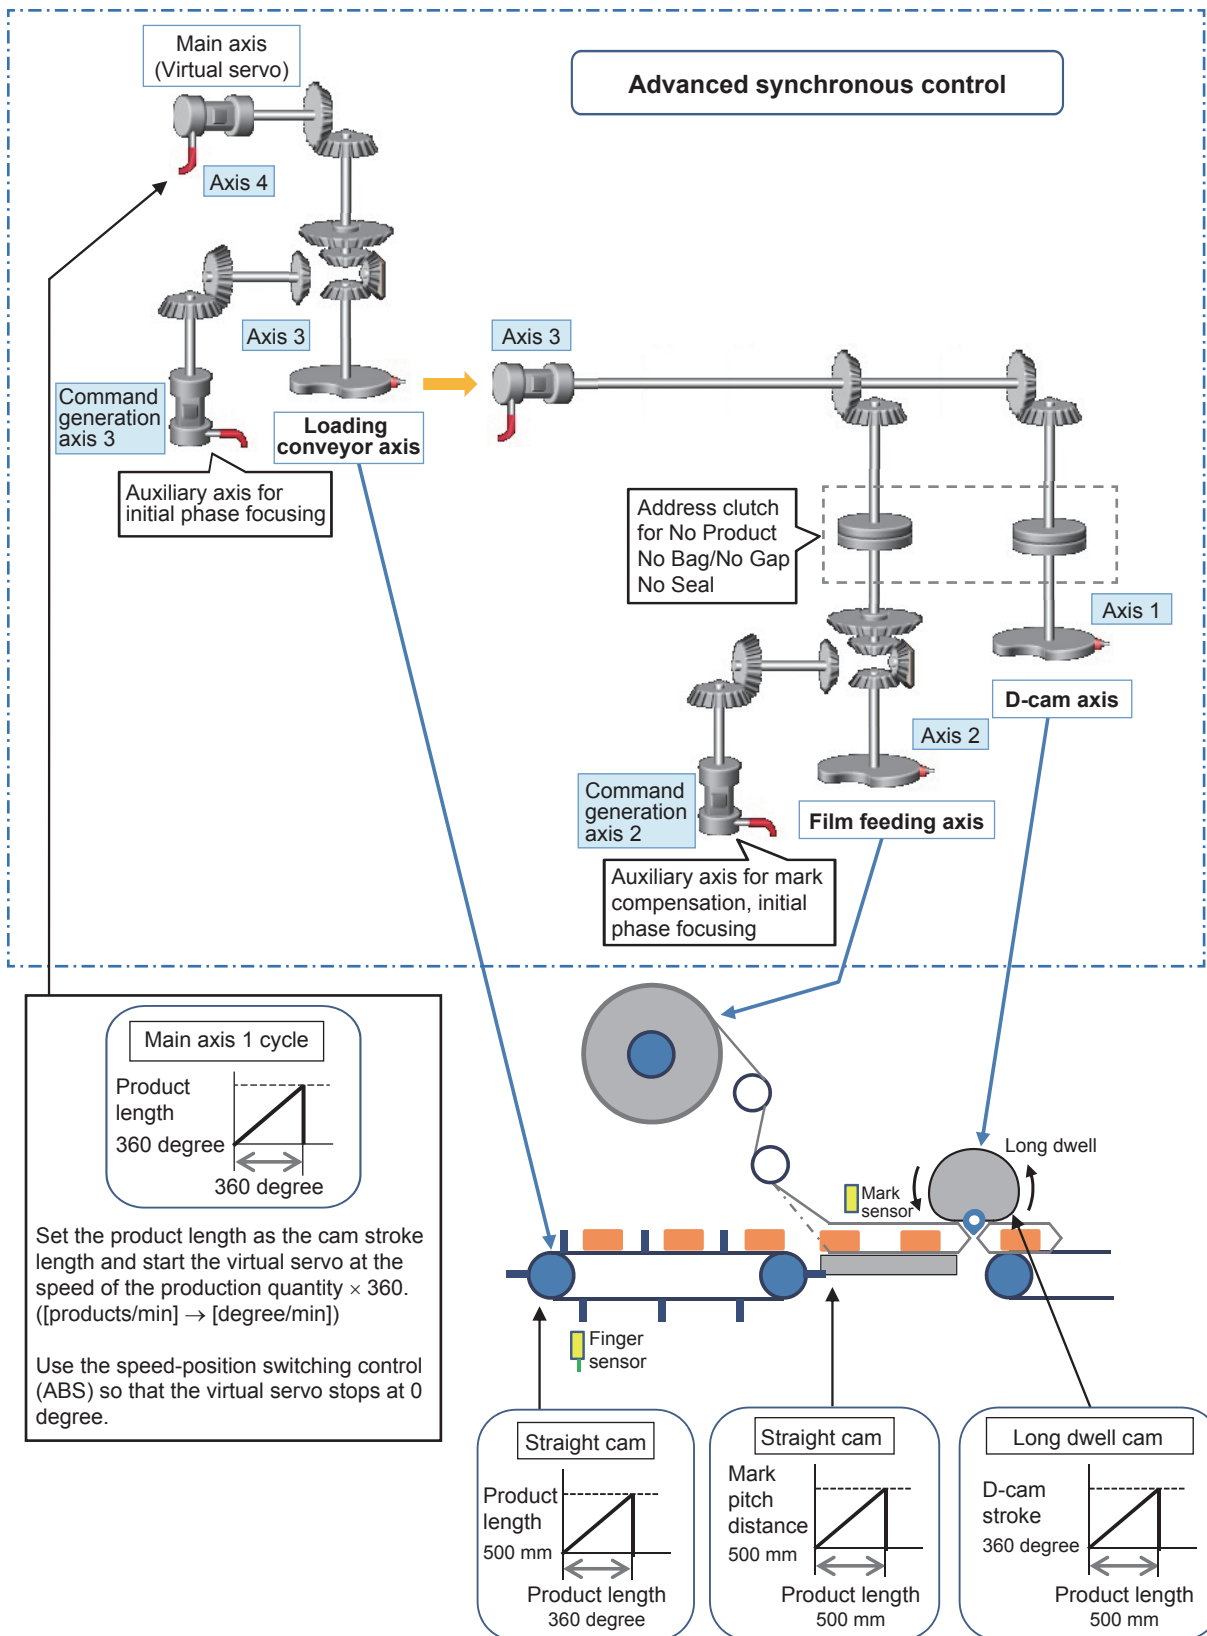 Main axis
(Virtual servo)
Advanced synchronous control
Axis 4
Axis 3
Axis 3
Command
generation
axis 3
Loading
conveyor axis
Auxiliary axis for
initial phase focusing
Address clutch
for No Product
No Bag/No Gap
No Seal
Axis 1
D-cam axis
Axis 2
Command
generation
axis 2
Film feeding axis
Auxiliary axis for mark
compensation, initial
phase focusing
Main axis 1 cycle
Product
length
360 degree
360 degree
Set the product length as the cam stroke
length and start the virtual servo at the
speed of the production quantity × 360.
([products/min] → [degree/min])
Use the speed-position switching control
(ABS) so that the virtual servo stops at 0
degree.
Long dwell
Mark
sensor
Finger
sensor
Straight cam
Product
length
500 mm
Product length
360 degree
Straight cam
Mark
pitch
distance
500 mm
Product length
500 mm
Long dwell cam
D-cam
stroke
360 degree
Product length
500 mm